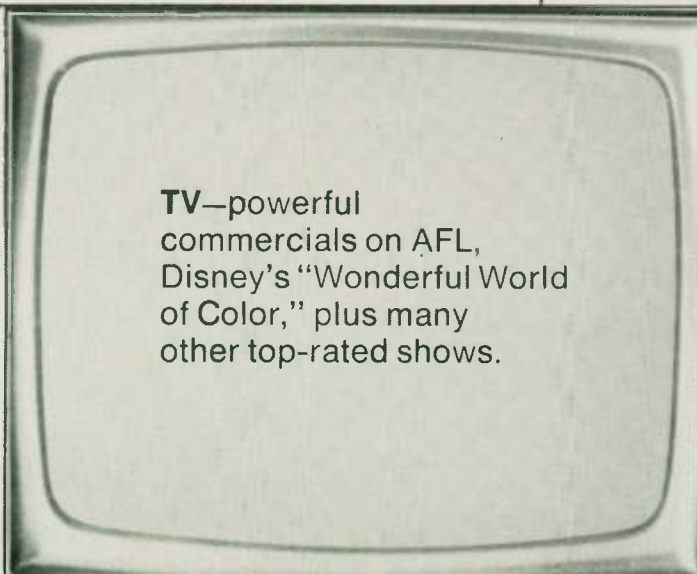 TV—powerful
commercials on AFL,
Disney's “Wonderful World
of Color,” plus many
other top-rated shows.